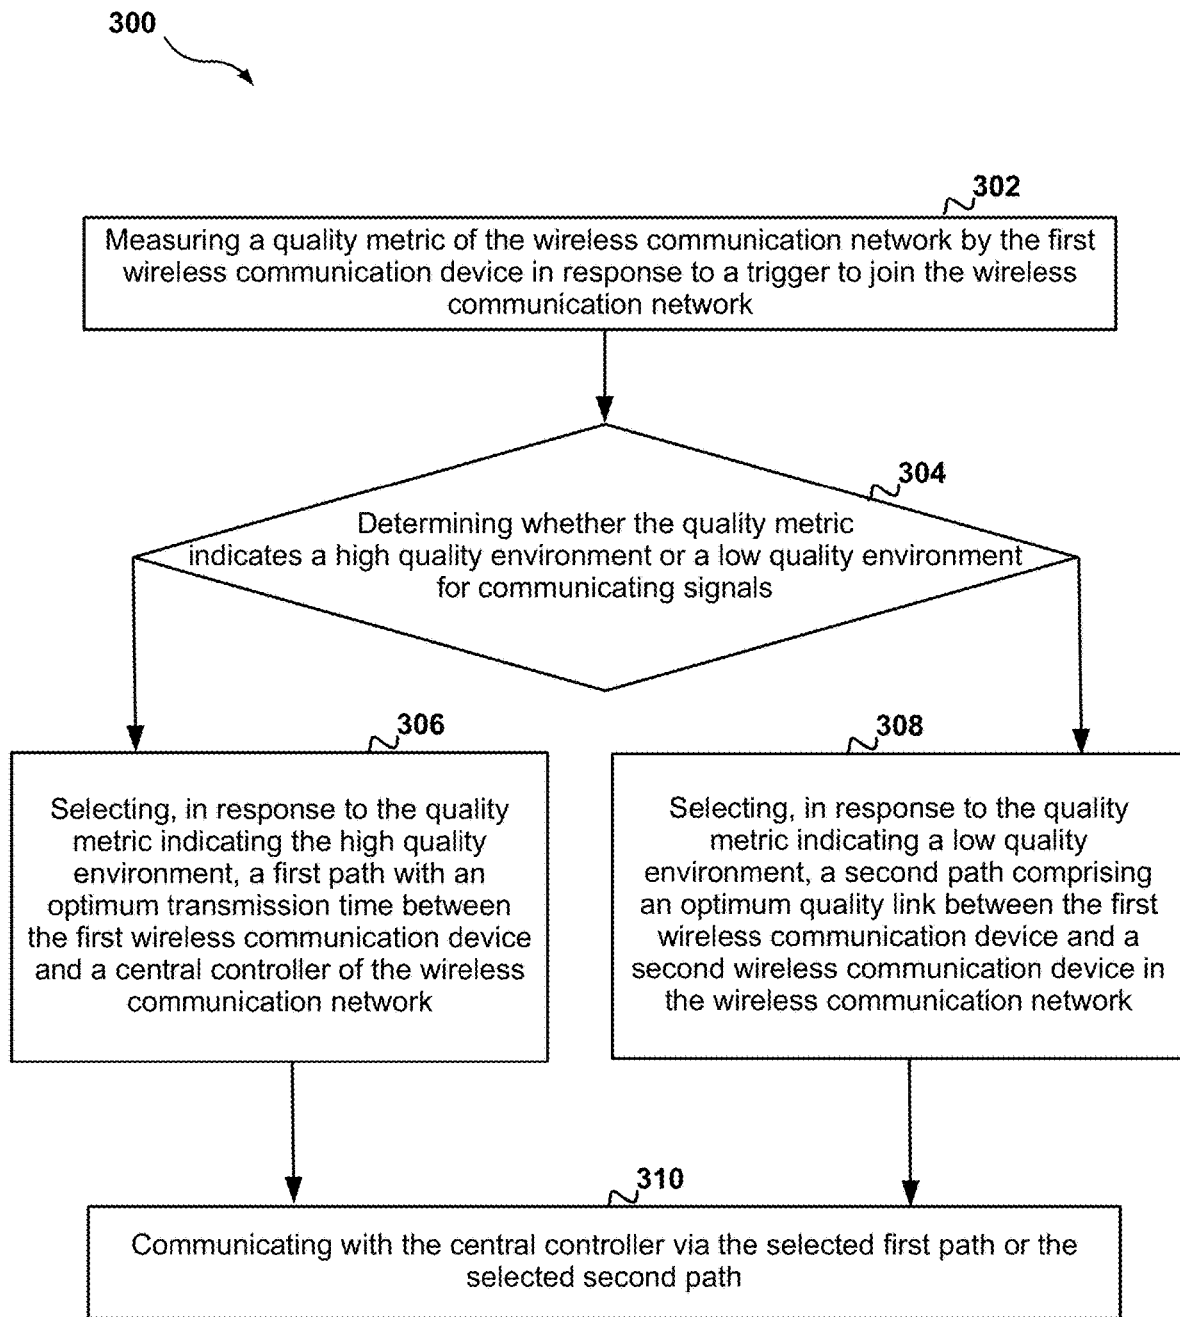 300
302
Measuring a quality metric of the wireless communication network by the first
wireless communication device in response to a trigger to join the wireless
communication network
304
Determining whether the quality metric
indicates a high quality environment or a low quality environment
for communicating signals
306
Selecting, in response to the quality
metric indicating the high quality
environment, a first path with an
optimum transmission time between
the first wireless communication device
and a central controller of the wireless
communication network
308
Selecting, in response to the quality
metric indicating a low quality
environment, a second path comprising
an optimum quality link between the first
wireless communication device and a
second wireless communication device in
the wireless communication network
310
Communicating with the central controller via the selected first path or the
selected second path